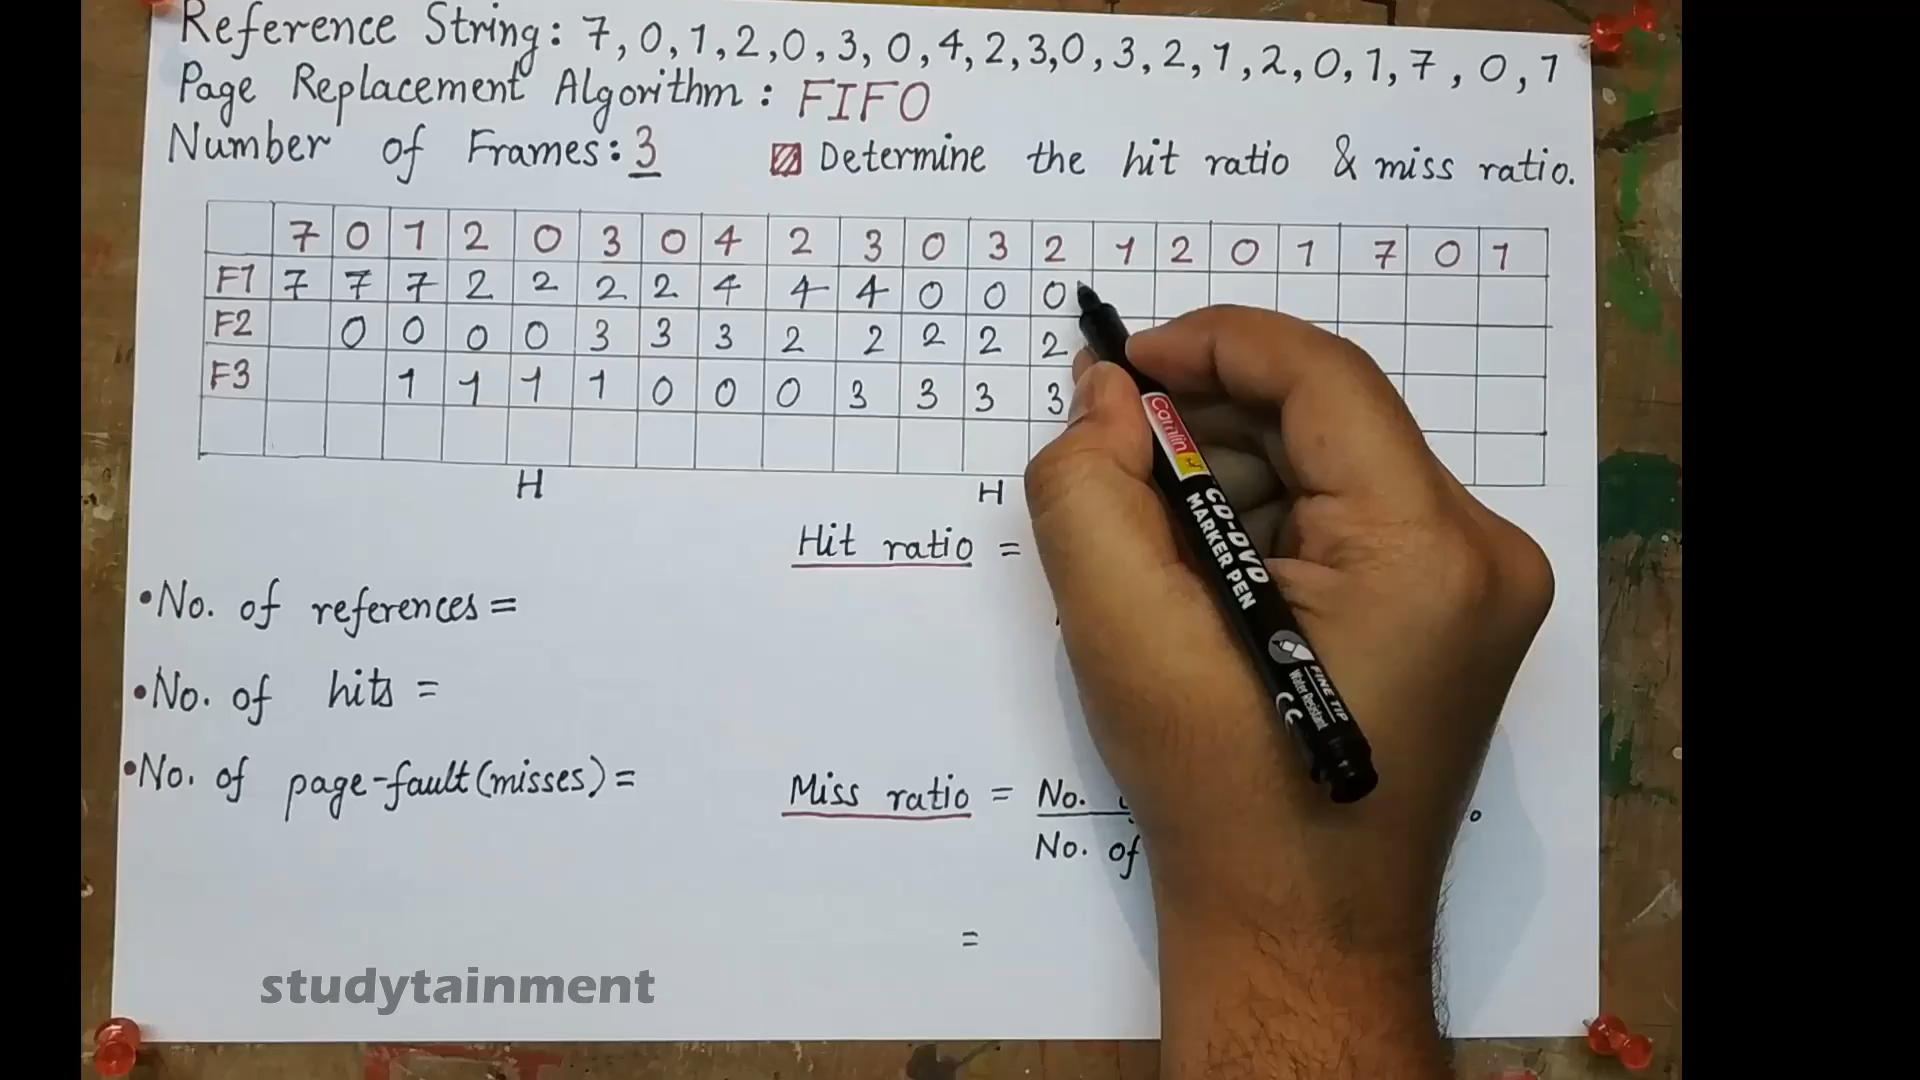 Reference String: 7, 0, 1, 2, 0, 3, 0, 4, 2, 3, 0, 3, 2, 1, 2, 0, 1, 7, 0, 1
Page Replacement Algorithm: FIFO
Number of Frames: 3 Determine the hit ratio & miss ratio.
7 0 1 2 0 3 0 4 2 3 0 3 2 1 2 0 1 7 0 1
F1 7 7 7 2 2 2 2 4 4 4 0 0 0
F2 0 0 0 0 3 3 3 2 2 2 2 2
F3 1 1 1 1 0 0 0 3 3 3 3
H H
Hit ratio =
•No. of references =
•No. of hits =
•No. of page-fault(misses) =
Miss ratio = No.
No. of
=
studytainment
Camlin
CD-DVD
MARKER PEN
FINE TIP
Water Resistant
CE